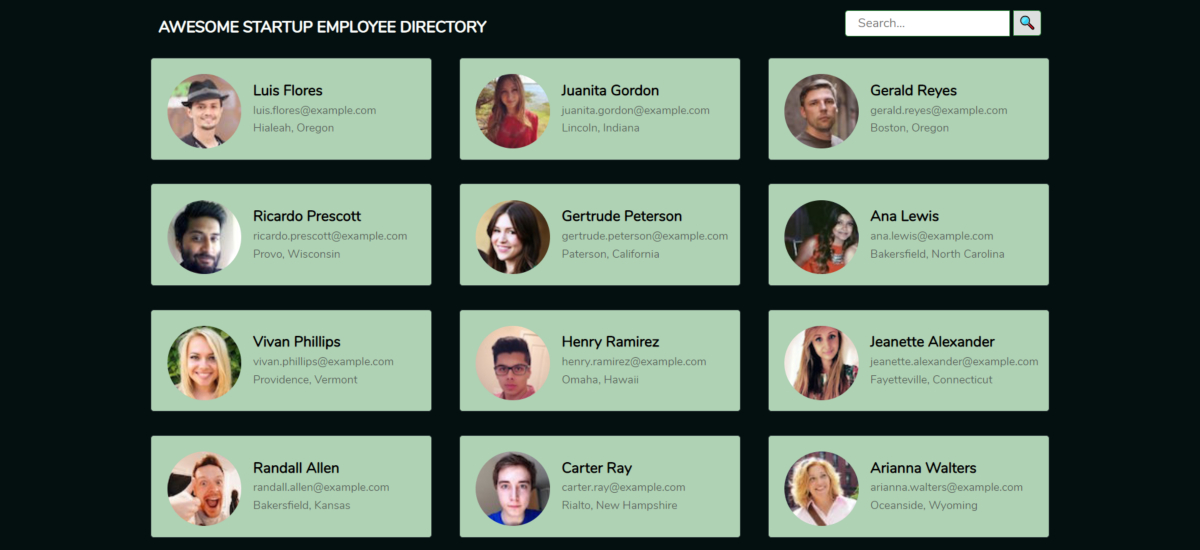 AWESOME STARTUP EMPLOYEE DIRECTORY
Search...
Luis Flores
luis.flores@example.com
Hialeah, Oregon
Juanita Gordon
juanita.gordon@example.com
Lincoln, Indiana
Gerald Reyes
gerald.reyes@example.com
Boston, Oregon
Ricardo Prescott
ricardo.prescott@example.com
Provo, Wisconsin
Gertrude Peterson
gertrude.peterson@example.com
Paterson, California
Ana Lewis
ana.lewis@example.com
Bakersfield, North Carolina
Vivan Phillips
vivan.phillips@example.com
Providence, Vermont
Henry Ramirez
henry.ramirez@example.com
Omaha, Hawaii
Jeanette Alexander
jeanette.alexander@example.com
Fayetteville, Connecticut
Randall Allen
randall.allen@example.com
Bakersfield, Kansas
Carter Ray
carter.ray@example.com
Rialto, New Hampshire
Arianna Walters
arianna.walters@example.com
Oceanside, Wyoming